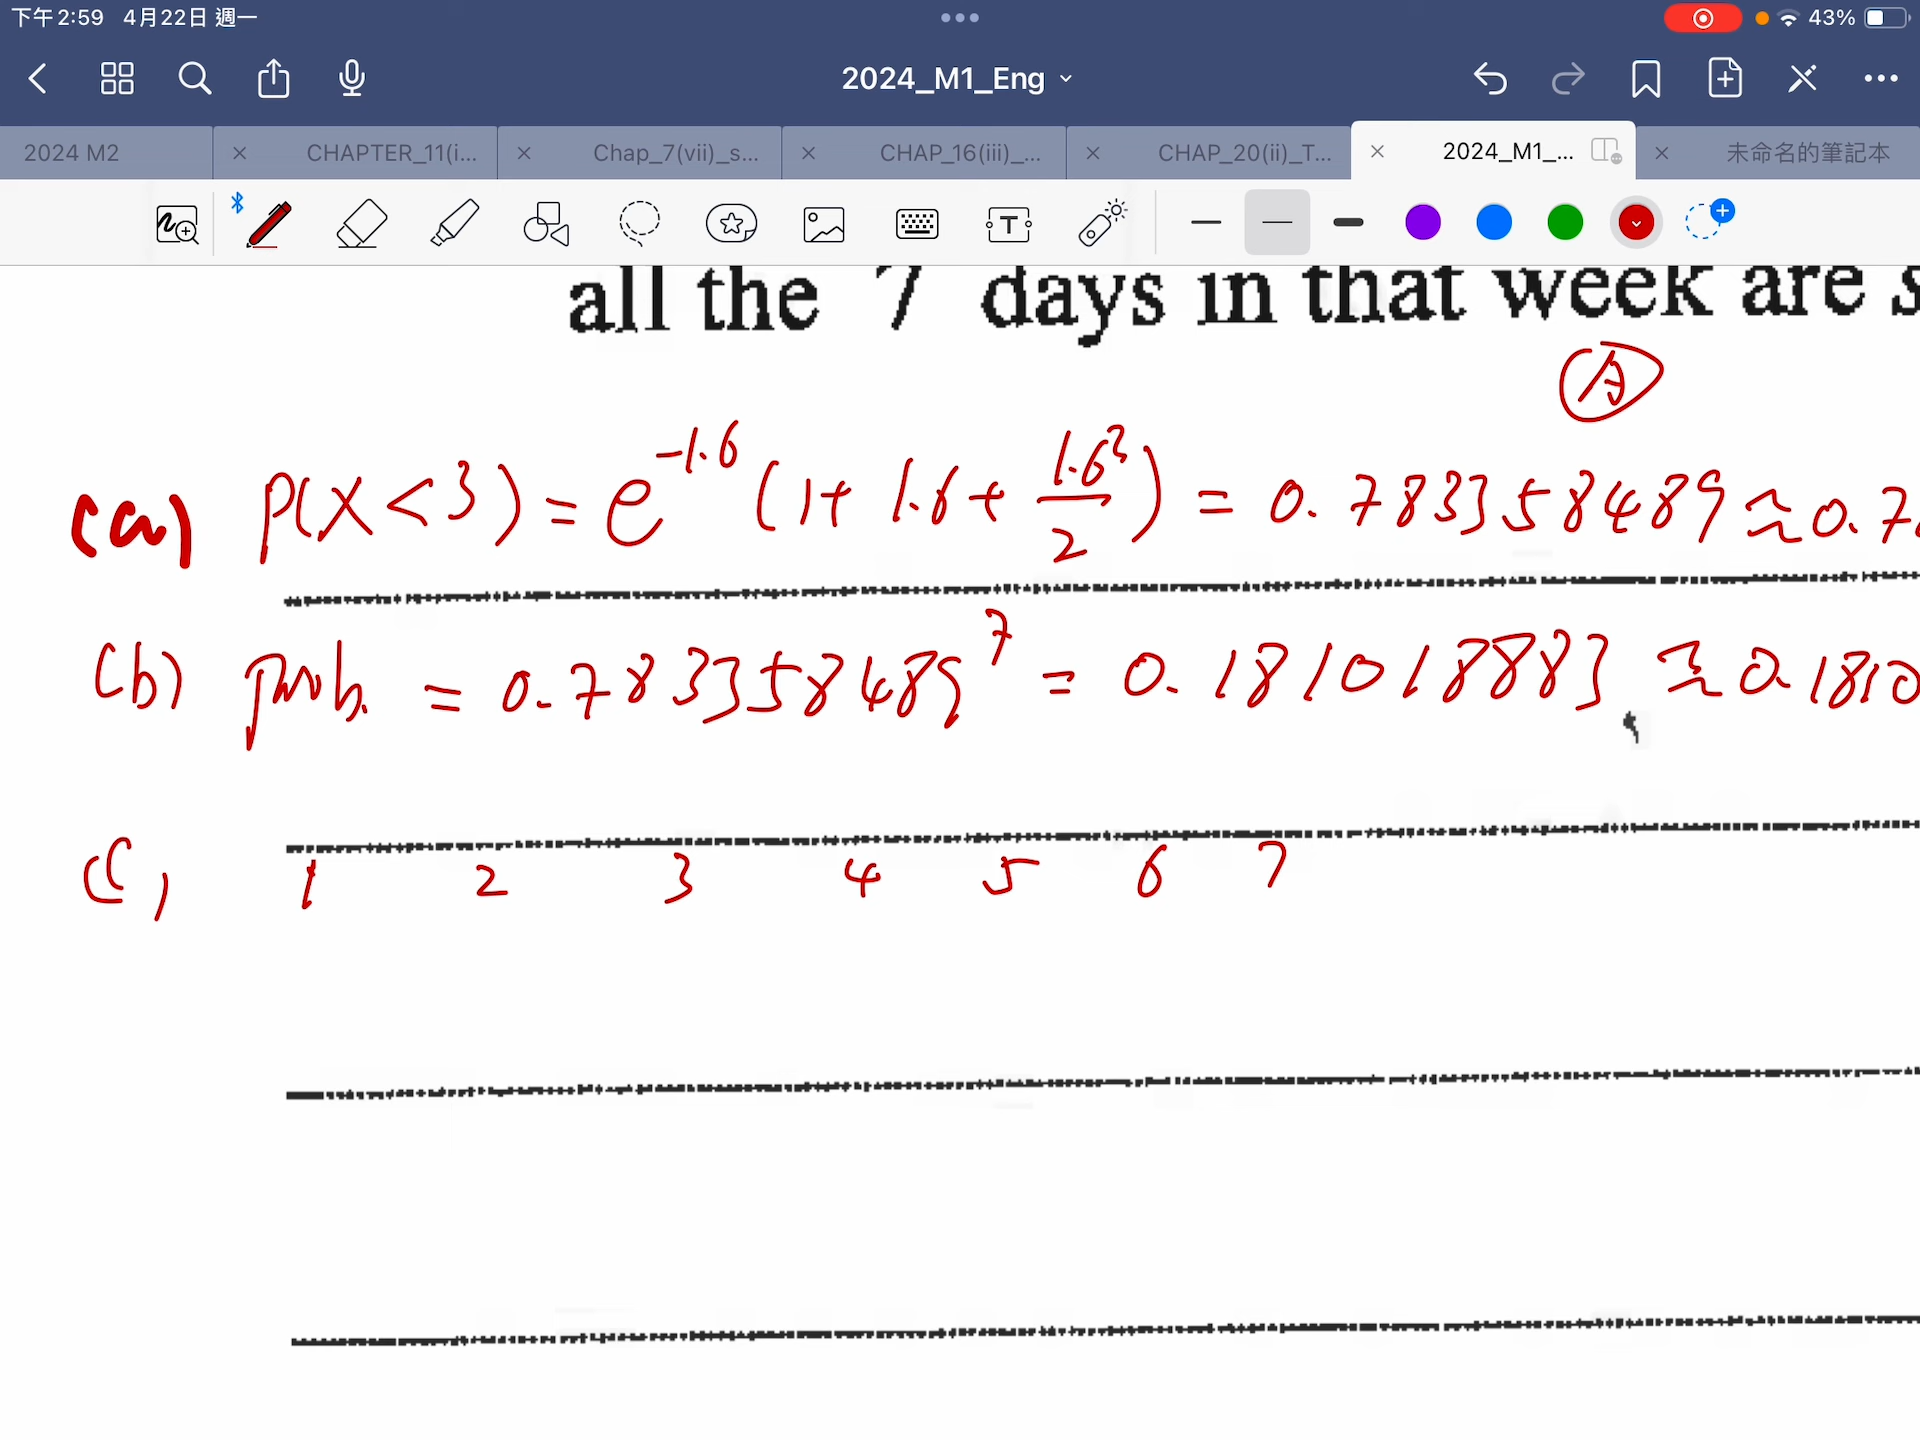 下午2:59 4月22日 週一
43%
2024_M1_Eng
2024 M2
CHAPTER_11(i...
Chap_7(vii)_s...
CHAP_16(iii)_...
CHAP_20(ii)_T...
2024_M1_...
未命名的筆記本
all the 7 days in that week are s
A
(a) P(X<3) = e^-1.6 (1+ 1.6+ 1.6²/2) = 0.783358489 ≈ 0.7
(b) prob. = 0.783358489^7 = 0.181018883 ≈ 0.1810
(c) 1 2 3 4 5 6 7